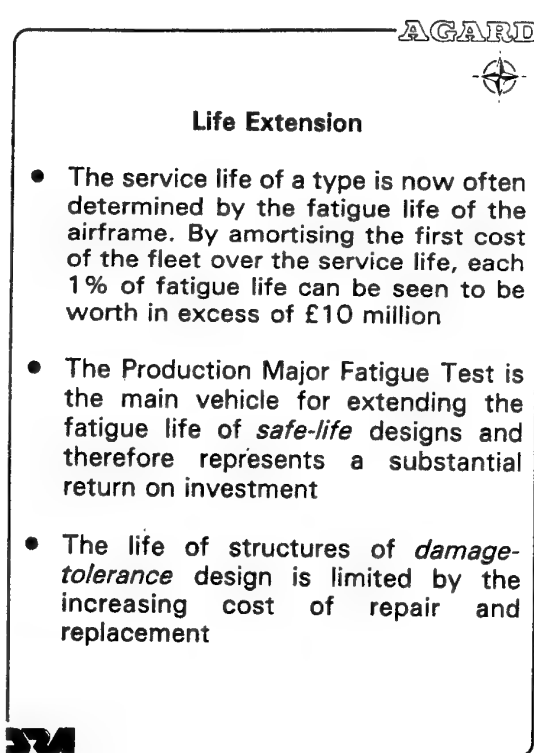 AGARD
Life Extension
• The service life of a type is now often
determined by the fatigue life of the
airframe. By amortising the first cost
of the fleet over the service life, each
1% of fatigue life can be seen to be
worth in excess of £10 million
• The Production Major Fatigue Test is
the main vehicle for extending the
fatigue life of safe-life designs and
therefore represents a substantial
return on investment
• The life of structures of damage-
tolerance design is limited by the
increasing cost of repair and
replacement